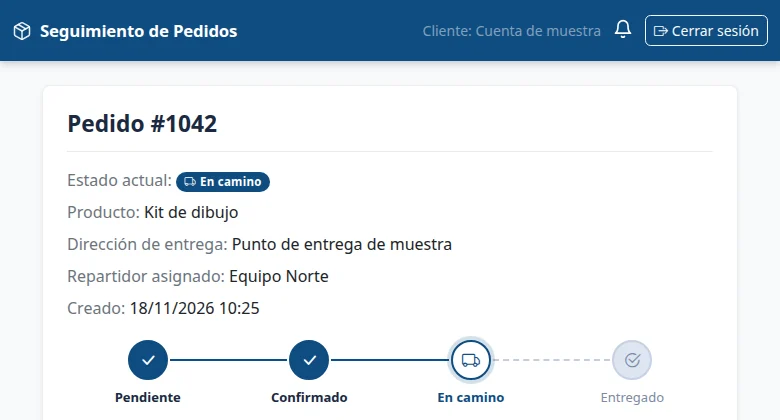 Seguimiento de Pedidos
Cliente: Cuenta de muestra
Cerrar sesión
Pedido #1042
Estado actual: En camino
Producto: Kit de dibujo
Dirección de entrega: Punto de entrega de muestra
Repartidor asignado: Equipo Norte
Creado: 18/11/2026 10:25
Pendiente
Confirmado
En camino
Entregado